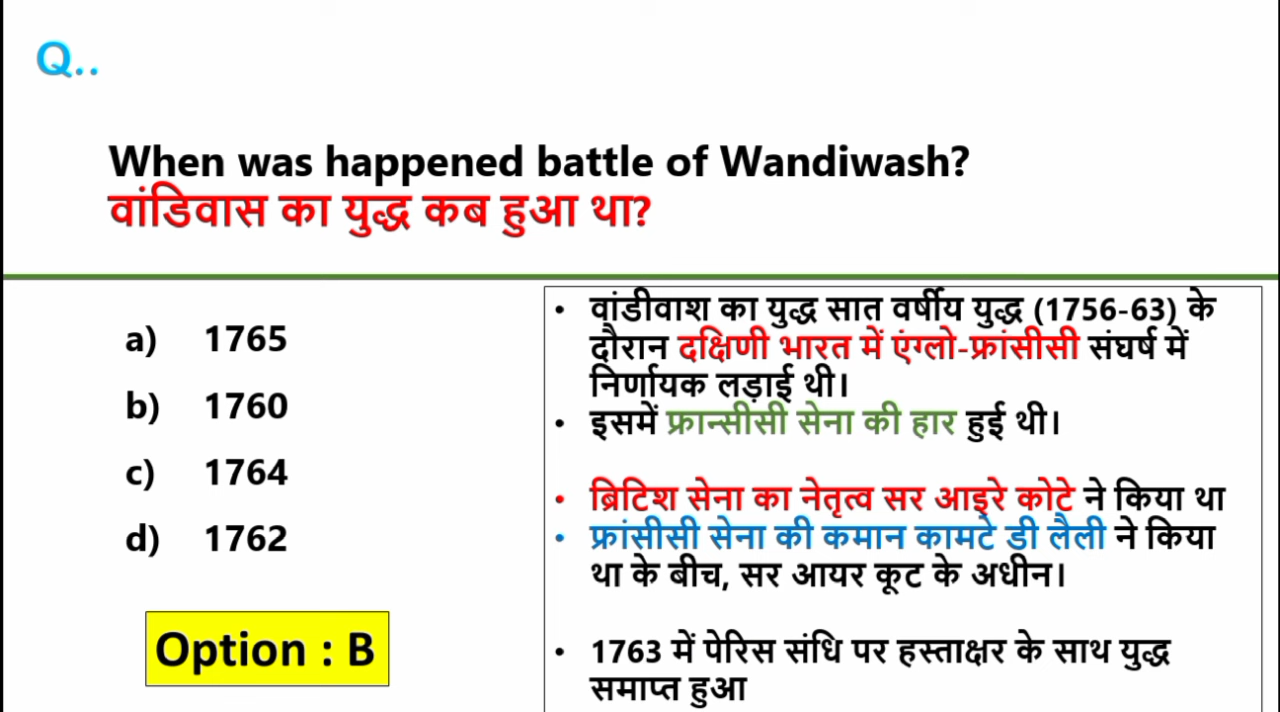 Q..
When was happened battle of Wandiwash?
वांडिवास का युद्ध कब हुआ था?
a) 1765
b) 1760
c) 1764
d) 1762
Option : B
• वांडीवाश का युद्ध सात वर्षीय युद्ध (1756-63) के
दौरान दक्षिणी भारत में एंग्लो-फ्रांसीसी संघर्ष में
निर्णायक लड़ाई थी।
• इसमें फ्रान्सीसी सेना की हार हुई थी।
• ब्रिटिश सेना का नेतृत्व सर आइरे कोटे ने किया था
• फ्रांसीसी सेना की कमान कामटे डी लैली ने किया
था के बीच, सर आयर कूट के अधीन।
• 1763 में पेरिस संधि पर हस्ताक्षर के साथ युद्ध
समाप्त हुआ